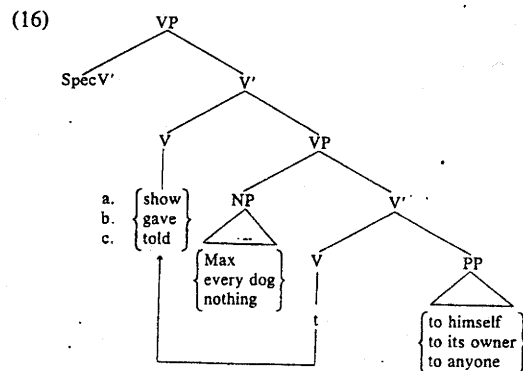 (16) VP
SpecV' V'
V VP
a. show NP V'
b. gave
c. told V PP
Max
every dog
nothing
t to himself
to its owner
to anyone